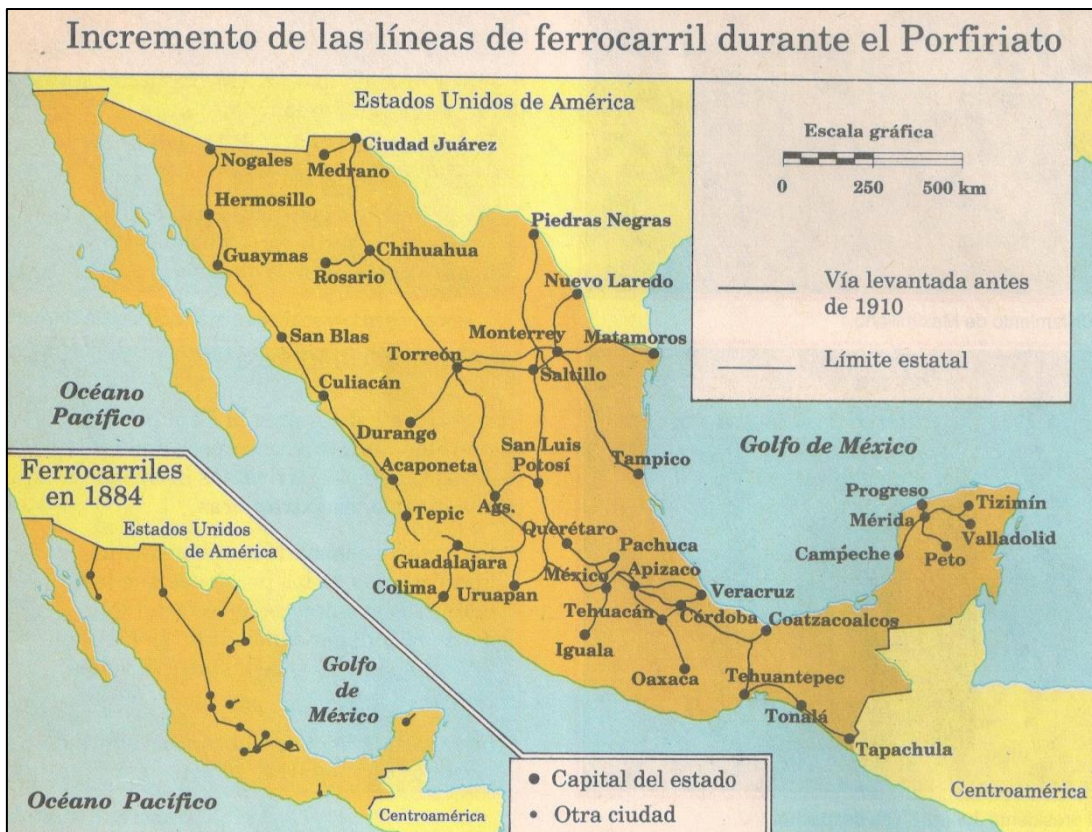 Incremento de las líneas de ferrocarril durante el Porfiriato
Estados Unidos de América
Escala gráfica
0 250 500 km
Vía levantada antes
de 1910
Límite estatal
Nogales
Ciudad Juárez
Medrano
Hermosillo
Piedras Negras
Guaymas
Chihuahua
Rosario
Nuevo Laredo
San Blas
Monterrey
Matamoros
Torreón
Saltillo
Culiacán
Océano
Pacífico
Durango
Golfo de México
San Luis
Potosí
Tampico
Acaponeta
Ags.
Tepic
Querétaro
Progreso
Tizimín
Mérida
Valladolid
Campeche
Peto
Guadalajara
Pachuca
México
Apizaco
Colima
Uruapan
Veracruz
Tehuacán
Córdoba
Coatzacoalcos
Iguala
Oaxaca
Tehuantepec
Tonalá
Tapachula
Centroamérica
Ferrocarriles
en 1884
Estados Unidos
de América
Golfo
de
México
Océano Pacífico
Centroamérica
Capital del estado
Otra ciudad